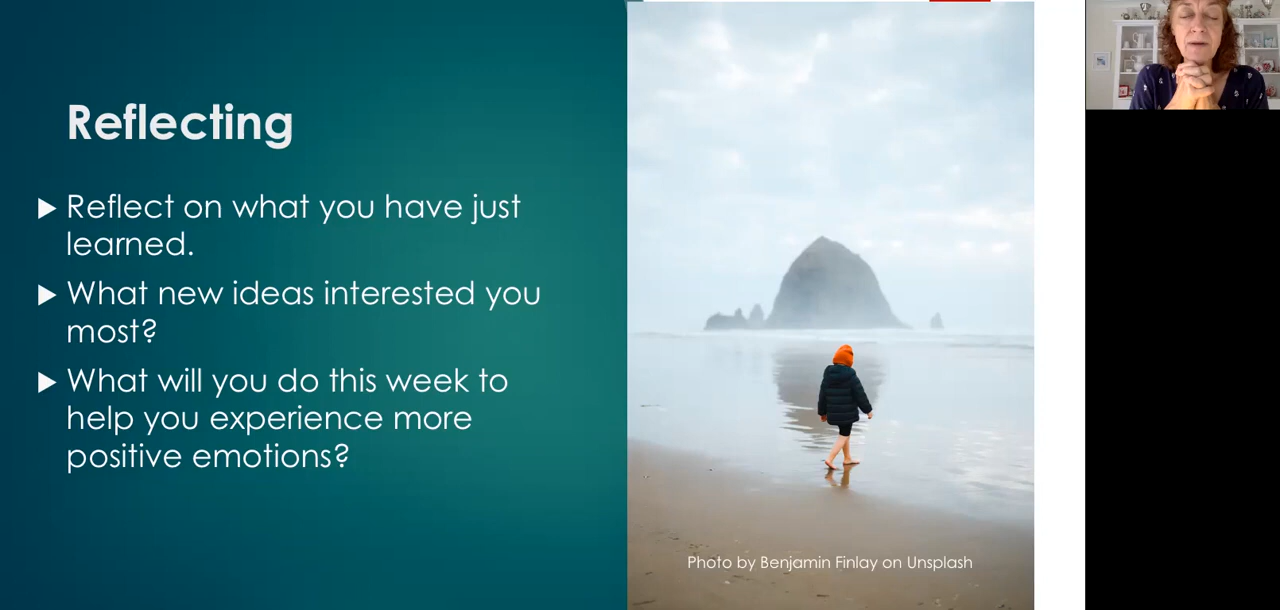 Reflecting
Reflect on what you have just
learned.
What new ideas interested you
most?
What will you do this week to
help you experience more
positive emotions?
Photo by Benjamin Finlay on Unsplash